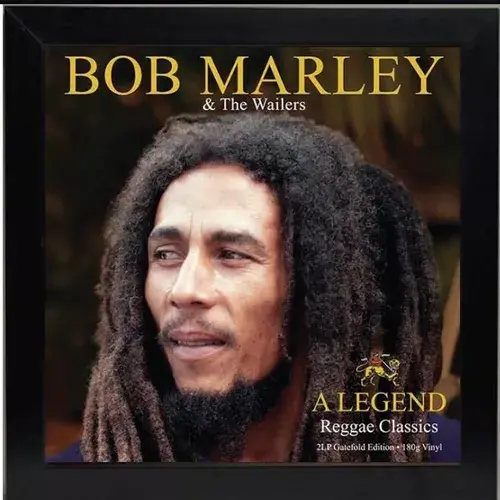 BOB MARLEY
& The Wailers
A LEGEND
Reggae Classics
2LP Gatefold Edition • 180g Vinyl